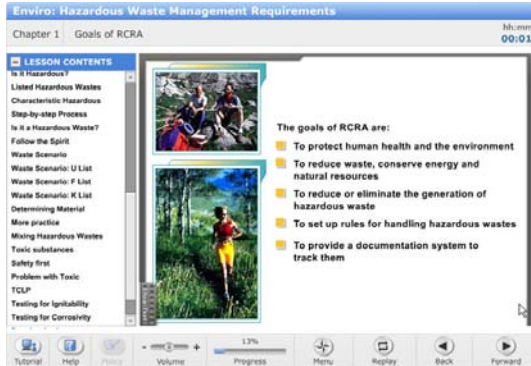 Enviro: Hazardous Waste Management Requirements
Chapter 1 Goals of RCRA
hh:mm
00:01
LESSON CONTENTS
Is it Hazardous?
Listed Hazardous Wastes
Characteristic Hazardous
Step-by-step Process
Is it a Hazardous Waste?
Follow the Spirit
Waste Scenario
Waste Scenario: U List
Waste Scenario: F List
Waste Scenario: K List
Determining Material
More practice
Mixing Hazardous Wastes
Toxic substances
Safety first
Problem with Toxic
TCLP
Testing for Ignitability
Testing for Corrosivity
The goals of RCRA are:
To protect human health and the environment
To reduce waste, conserve energy and
natural resources
To reduce or eliminate the generation of
hazardous waste
To set up rules for handling hazardous wastes
To provide a documentation system to
track them
13%
Tutorial Help Policy - + Volume Progress Menu Replay Back Forward